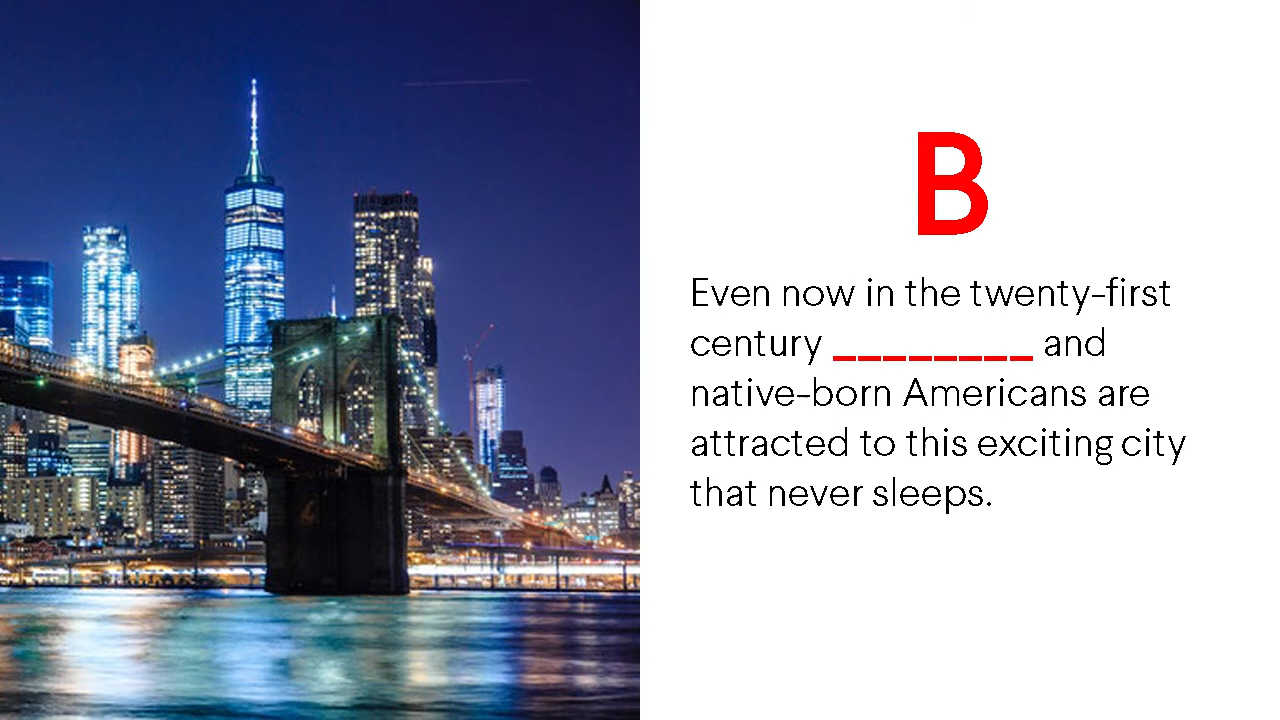 B
Even now in the twenty-first
century ________ and
native-born Americans are
attracted to this exciting city
that never sleeps.